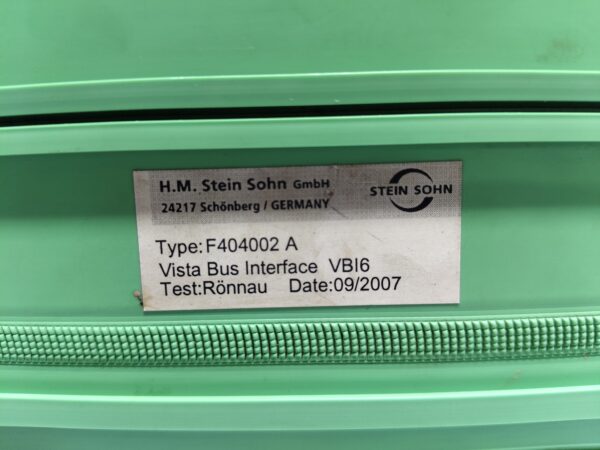 H.M. Stein Sohn GmbH
24217 Schönberg / GERMANY
STEIN SOHN
Type:F404002 A
Vista Bus Interface VBI6
Test:Rönnau Date:09/2007